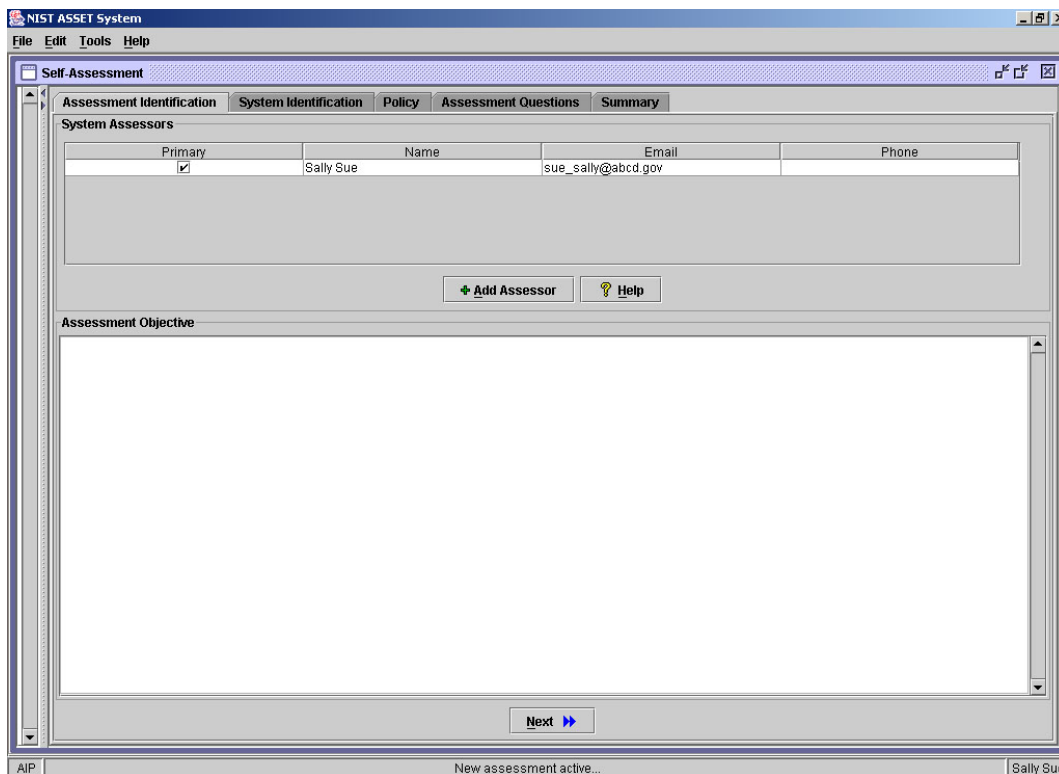 NIST ASSET System
File Edit Tools Help
Self-Assessment
Assessment Identification System Identification Policy Assessment Questions Summary
System Assessors
Primary Name Email Phone
Sally Sue sue_sally@abcd.gov
Add Assessor Help
Assessment Objective
Next
AIP New assessment active... Sally Su